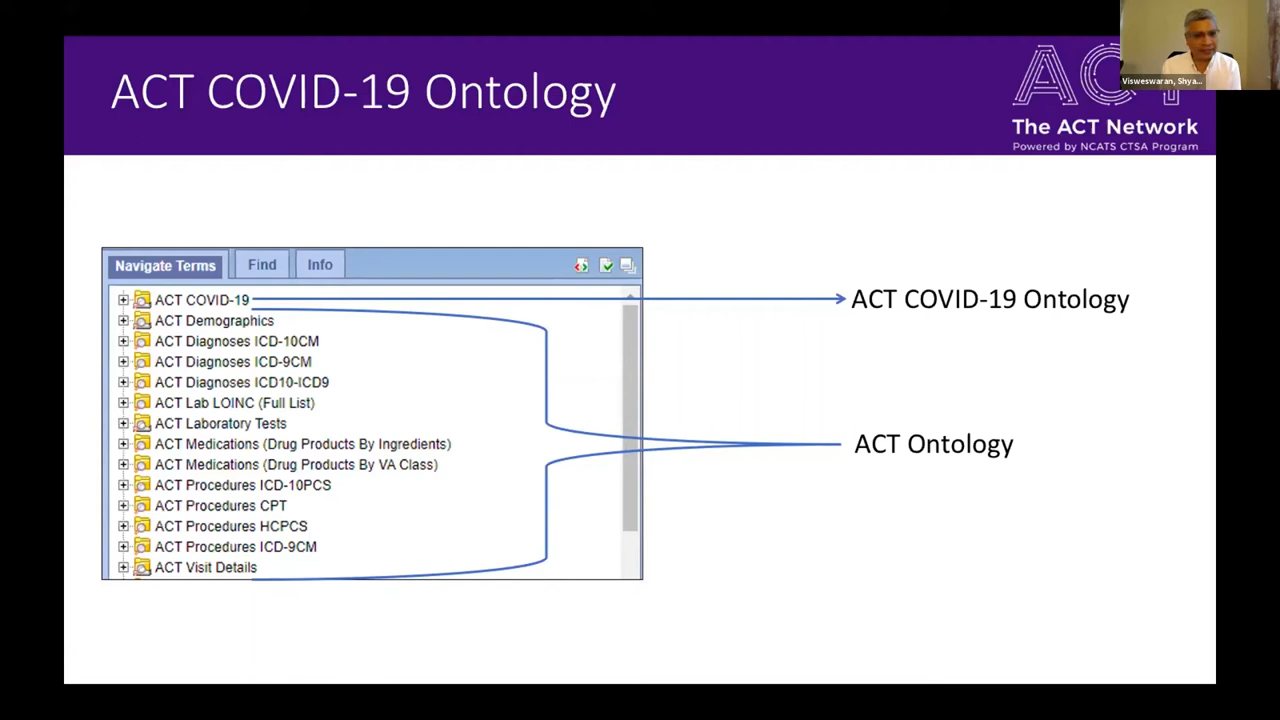 ACT COVID-19 Ontology
Visweswaran, Shya...
The ACT Network
Powered by NCATS CTSA Program
Navigate Terms Find Info
ACT COVID-19
ACT Demographics
ACT Diagnoses ICD-10CM
ACT Diagnoses ICD-9CM
ACT Diagnoses ICD10-ICD9
ACT Lab LOINC (Full List)
ACT Laboratory Tests
ACT Medications (Drug Products By Ingredients)
ACT Medications (Drug Products By VA Class)
ACT Procedures ICD-10PCS
ACT Procedures CPT
ACT Procedures HCPCS
ACT Procedures ICD-9CM
ACT Visit Details
ACT COVID-19 Ontology
ACT Ontology